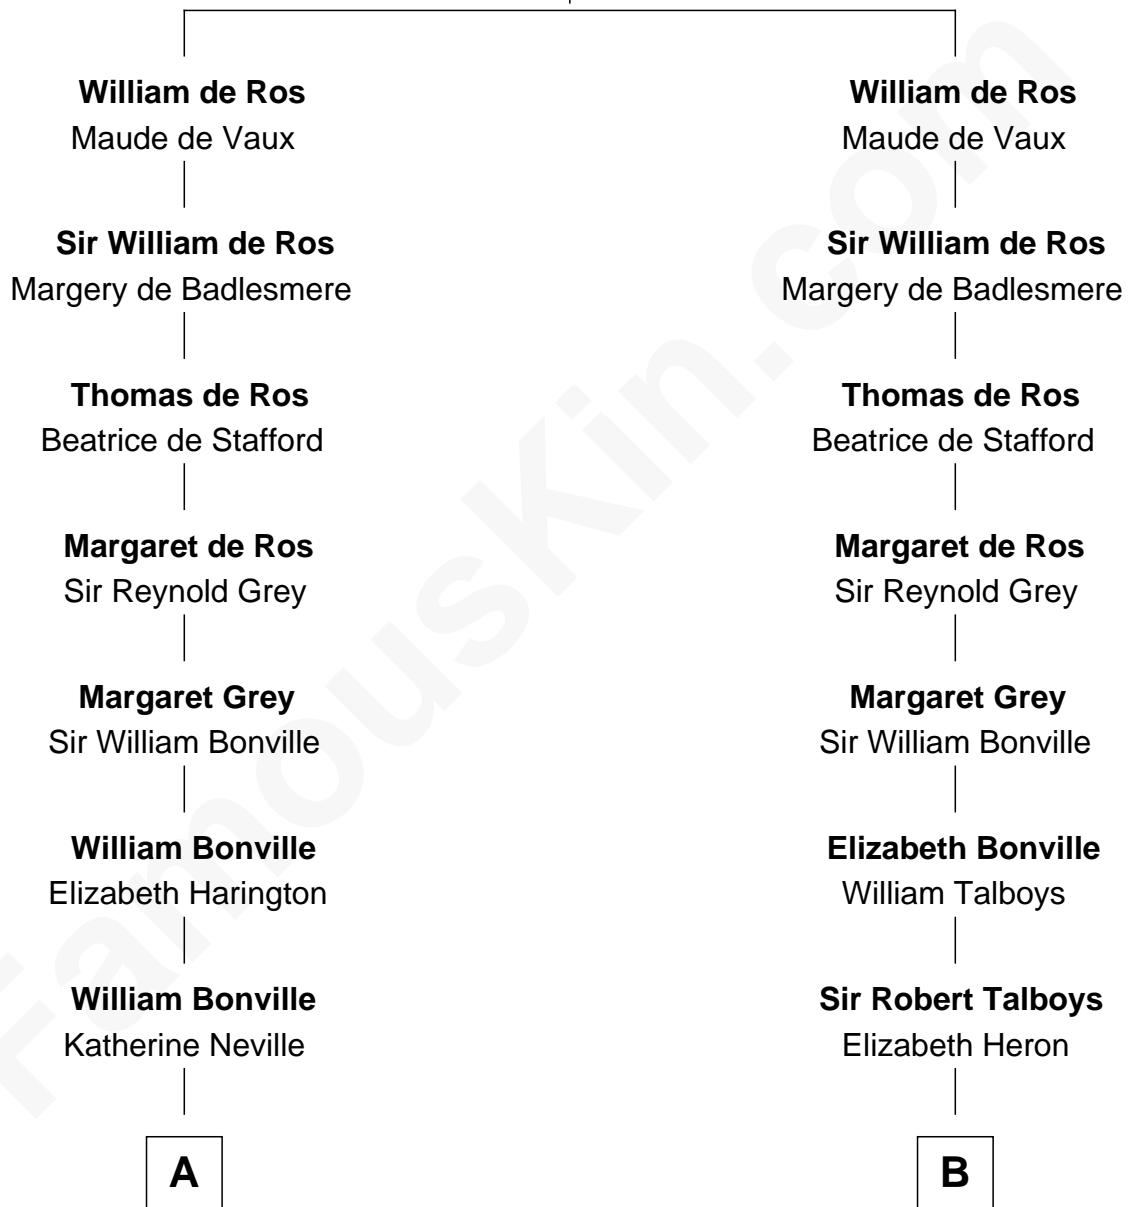 William de Ros
Maude de Vaux
Sir William de Ros
Margery de Badlesmere
Thomas de Ros
Beatrice de Stafford
Margaret de Ros
Sir Reynold Grey
Margaret Grey
Sir William Bonville
William Bonville
Elizabeth Harington
William Bonville
Katherine Neville
A
William de Ros
Maude de Vaux
Sir William de Ros
Margery de Badlesmere
Thomas de Ros
Beatrice de Stafford
Margaret de Ros
Sir Reynold Grey
Margaret Grey
Sir William Bonville
Elizabeth Bonville
William Talboys
Sir Robert Talboys
Elizabeth Heron
B
FamousKin.com